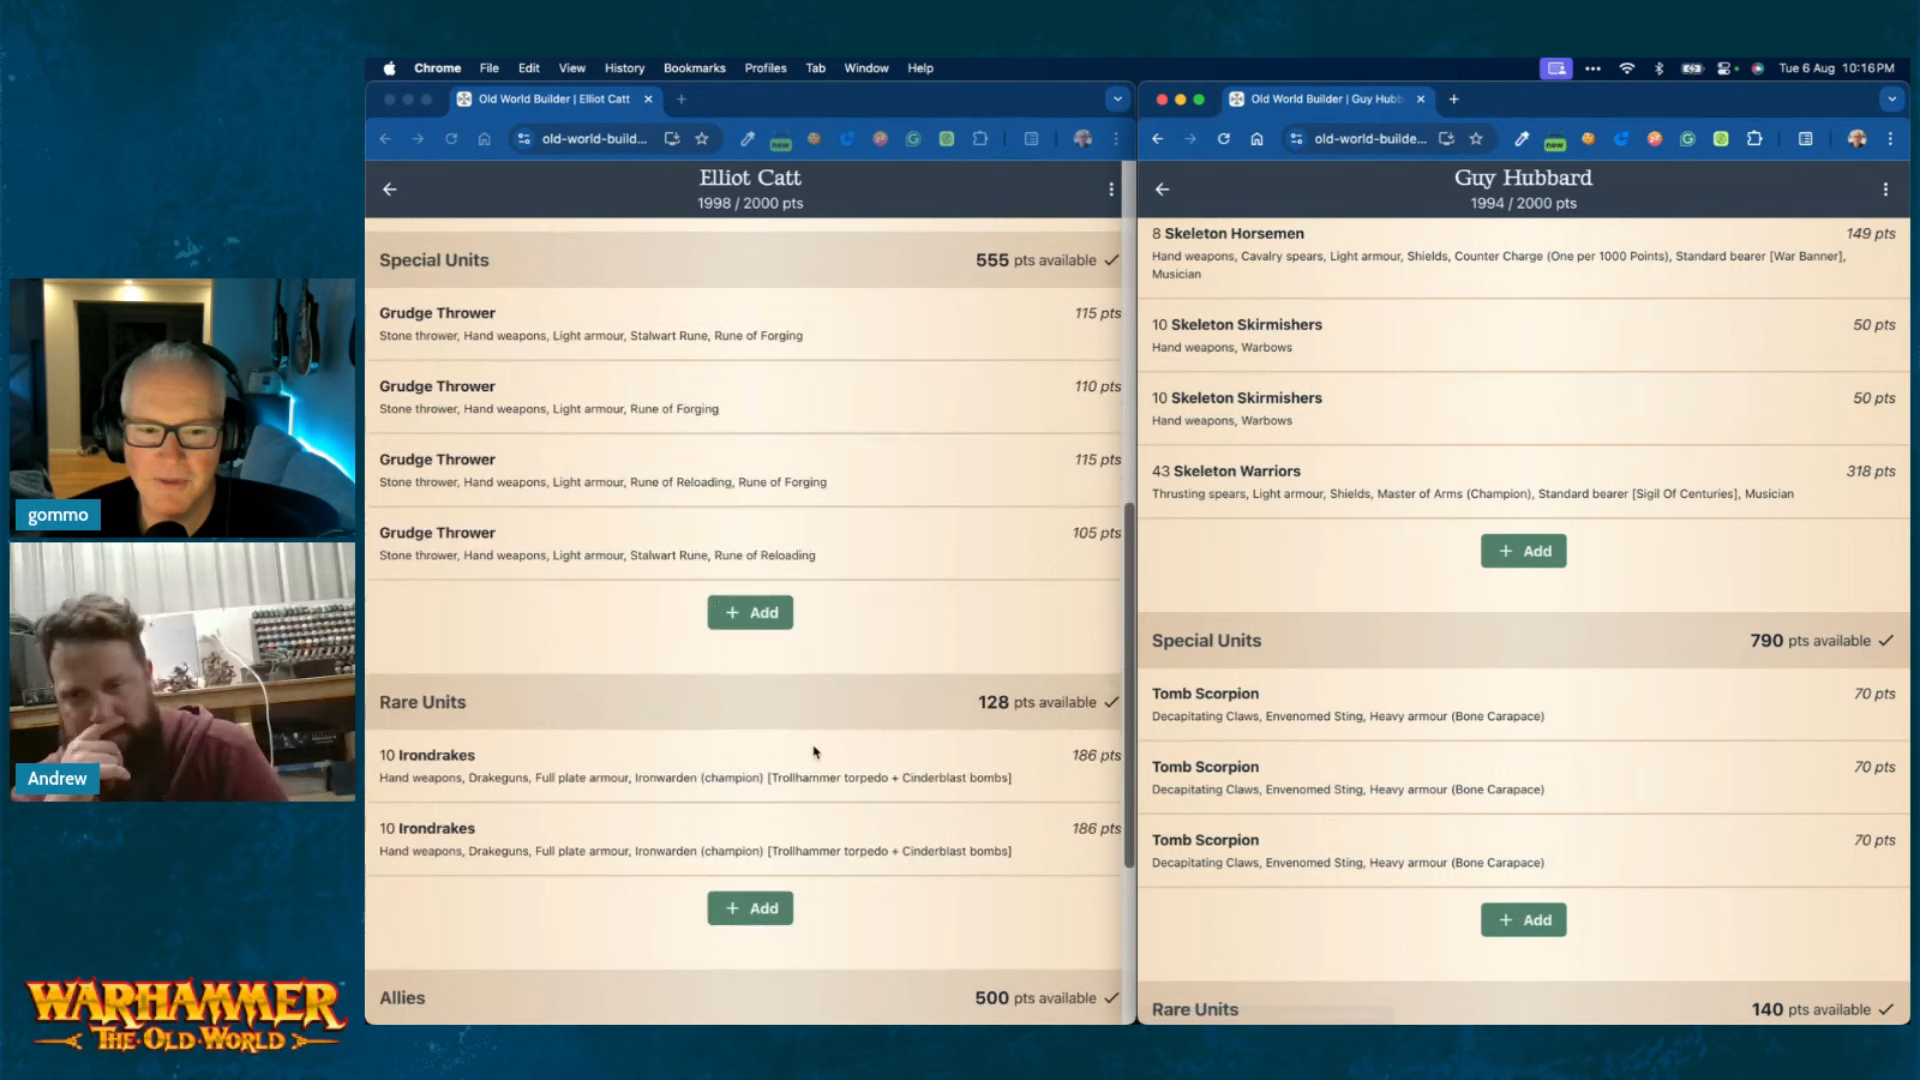 Chrome File Edit View History Bookmarks Profiles Tab Window Help
Tue 6 Aug 10:16 PM
Old World Builder | Elliot Catt
old-world-build...
new
Elliot Catt
1998 / 2000 pts
Special Units 555 pts available
Grudge Thrower 115 pts
Stone thrower, Hand weapons, Light armour, Stalwart Rune, Rune of Forging
Grudge Thrower 110 pts
Stone thrower, Hand weapons, Light armour, Rune of Forging
Grudge Thrower 115 pts
Stone thrower, Hand weapons, Light armour, Rune of Reloading, Rune of Forging
Grudge Thrower 105 pts
Stone thrower, Hand weapons, Light armour, Stalwart Rune, Rune of Reloading
+ Add
Rare Units 128 pts available
10 Irondrakes 186 pts
Hand weapons, Drakeguns, Full plate armour, Ironwarden (champion) [Trollhammer torpedo + Cinderblast bombs]
10 Irondrakes 186 pts
Hand weapons, Drakeguns, Full plate armour, Ironwarden (champion) [Trollhammer torpedo + Cinderblast bombs]
+ Add
Allies 500 pts available
Old World Builder | Guy Hubb
old-world-builde...
new
Guy Hubbard
1994 / 2000 pts
8 Skeleton Horsemen 149 pts
Hand weapons, Cavalry spears, Light armour, Shields, Counter Charge (One per 1000 Points), Standard bearer [War Banner],
Musician
10 Skeleton Skirmishers 50 pts
Hand weapons, Warbows
10 Skeleton Skirmishers 50 pts
Hand weapons, Warbows
43 Skeleton Warriors 318 pts
Thrusting spears, Light armour, Shields, Master of Arms (Champion), Standard bearer [Sigil Of Centuries], Musician
+ Add
Special Units 790 pts available
Tomb Scorpion 70 pts
Decapitating Claws, Envenomed Sting, Heavy armour (Bone Carapace)
Tomb Scorpion 70 pts
Decapitating Claws, Envenomed Sting, Heavy armour (Bone Carapace)
Tomb Scorpion 70 pts
Decapitating Claws, Envenomed Sting, Heavy armour (Bone Carapace)
+ Add
Rare Units 140 pts available
gommo
Andrew
WARHAMMER
THE·OLD·WORLD